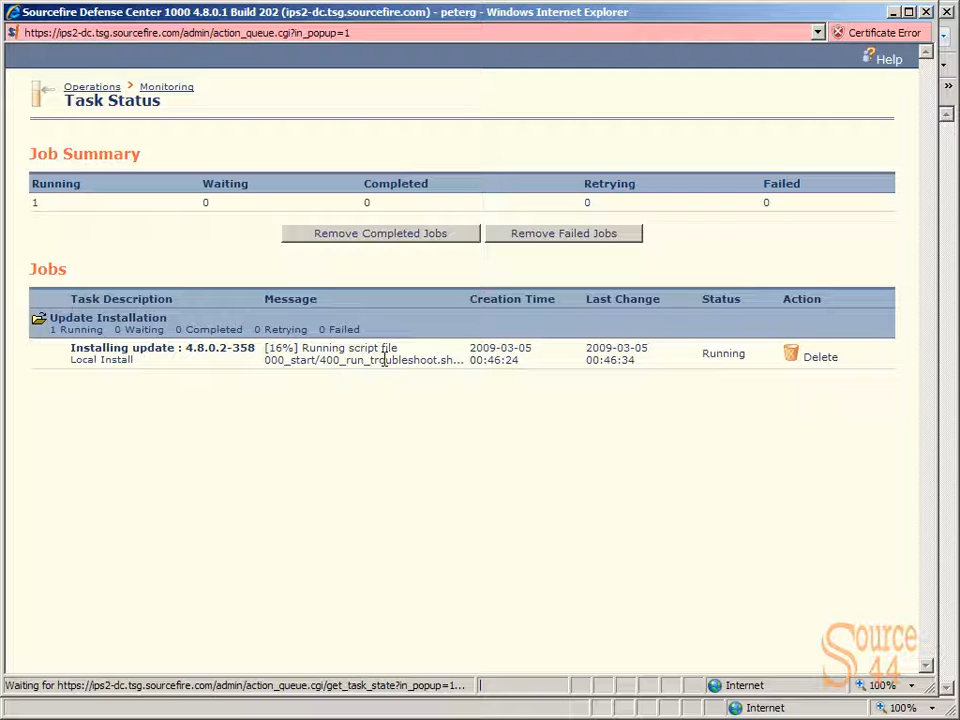 Sourcefire Defense Center 1000 4.8.0.1 Build 202 (ips2-dc.tsg.sourcefire.com) - peterg - Windows Internet Explorer
https://ips2-dc.tsg.sourcefire.com/admin/action_queue.cgi?in_popup=1
Certificate Error
Help
Operations > Monitoring
Task Status
Job Summary
Running Waiting Completed Retrying Failed
1 0 0 0 0
Remove Completed Jobs Remove Failed Jobs
Jobs
Task Description Message Creation Time Last Change Status Action
Update Installation
1 Running 0 Waiting 0 Completed 0 Retrying 0 Failed
Installing update : 4.8.0.2-358 [16%] Running script file 2009-03-05 2009-03-05 Running Delete
Local Install 000_start/400_run_troubleshoot.sh... 00:46:24 00:46:34
Source
44
Waiting for https://ips2-dc.tsg.sourcefire.com/admin/action_queue.cgi/get_task_state?in_popup=1... Internet 100%
Internet 100%